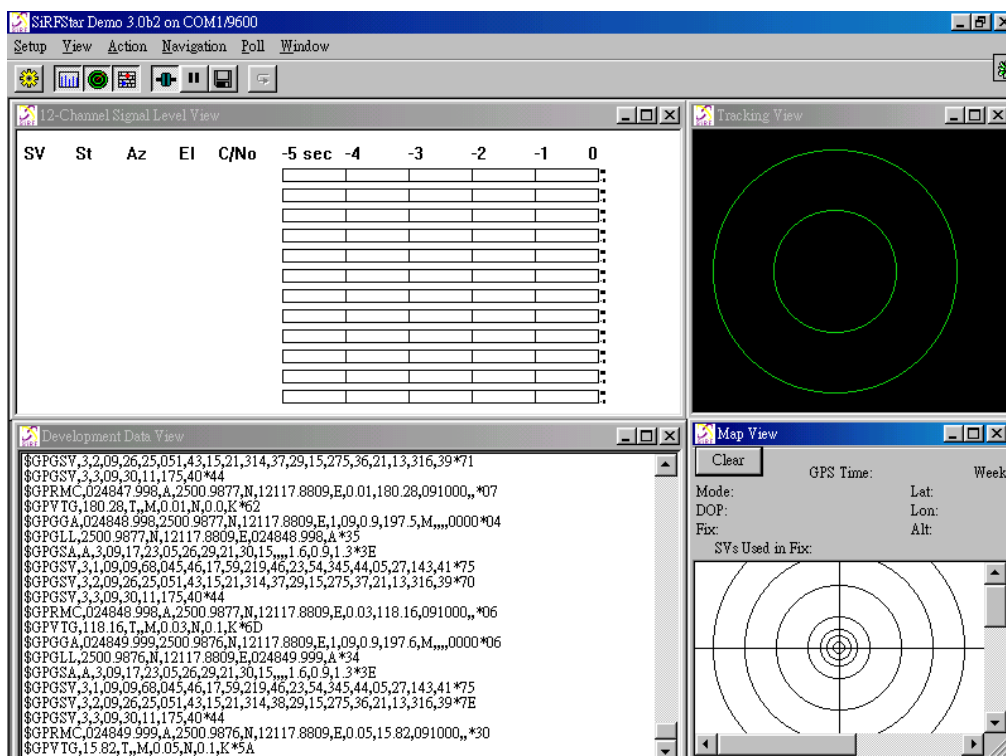 SiRFStar Demo 3.0b2 on COM1/9600
Setup View Action Navigation Poll Window
12-Channel Signal Level View
SV St Az El C/No -5 sec -4 -3 -2 -1 0
Tracking View
Development Data View
$GPGSV,3,2,09,26,25,051,43,15,21,314,37,29,15,275,36,21,13,316,39*71
$GPGSV,3,3,09,30,11,175,40*44
$GPRMC,024847.998,A,2500.9877,N,12117.8809,E,0.01,180.28,091000,,*07
$GPVTG,180.28,T,,M,0.01,N,0.0,K*62
$GPGGA,024848.998,2500.9877,N,12117.8809,E,1,09,0.9,197.5,M,,,,0000*04
$GPGLL,2500.9877,N,12117.8809,E,024848.998,A*35
$GPGSA,A,3,09,17,23,05,26,29,21,30,15,,,,1.6,0.9,1.3*3E
$GPGSV,3,1,09,09,68,045,46,17,59,219,46,23,54,345,44,05,27,143,41*75
$GPGSV,3,2,09,26,25,051,43,15,21,314,37,29,15,275,37,21,13,316,39*70
$GPGSV,3,3,09,30,11,175,40*44
$GPRMC,024848.998,A,2500.9877,N,12117.8809,E,0.03,118.16,091000,,*06
$GPVTG,118.16,T,,M,0.03,N,0.1,K*6D
$GPGGA,024849.999,2500.9876,N,12117.8809,E,1,09,0.9,197.6,M,,,,0000*06
$GPGLL,2500.9876,N,12117.8809,E,024849.999,A*34
$GPGSA,A,3,09,17,23,05,26,29,21,30,15,,,,1.6,0.9,1.3*3E
$GPGSV,3,1,09,09,68,045,46,17,59,219,46,23,54,345,44,05,27,143,41*75
$GPGSV,3,2,09,26,25,051,43,15,21,314,38,29,15,275,36,21,13,316,39*7E
$GPGSV,3,3,09,30,11,175,40*44
$GPRMC,024849.999,A,2500.9876,N,12117.8809,E,0.05,15.82,091000,,*30
$GPVTG,15.82,T,,M,0.05,N,0.1,K*5A
Map View
Clear
GPS Time: Week
Mode: Lat:
DOP: Lon:
Fix: Alt:
SVs Used in Fix: